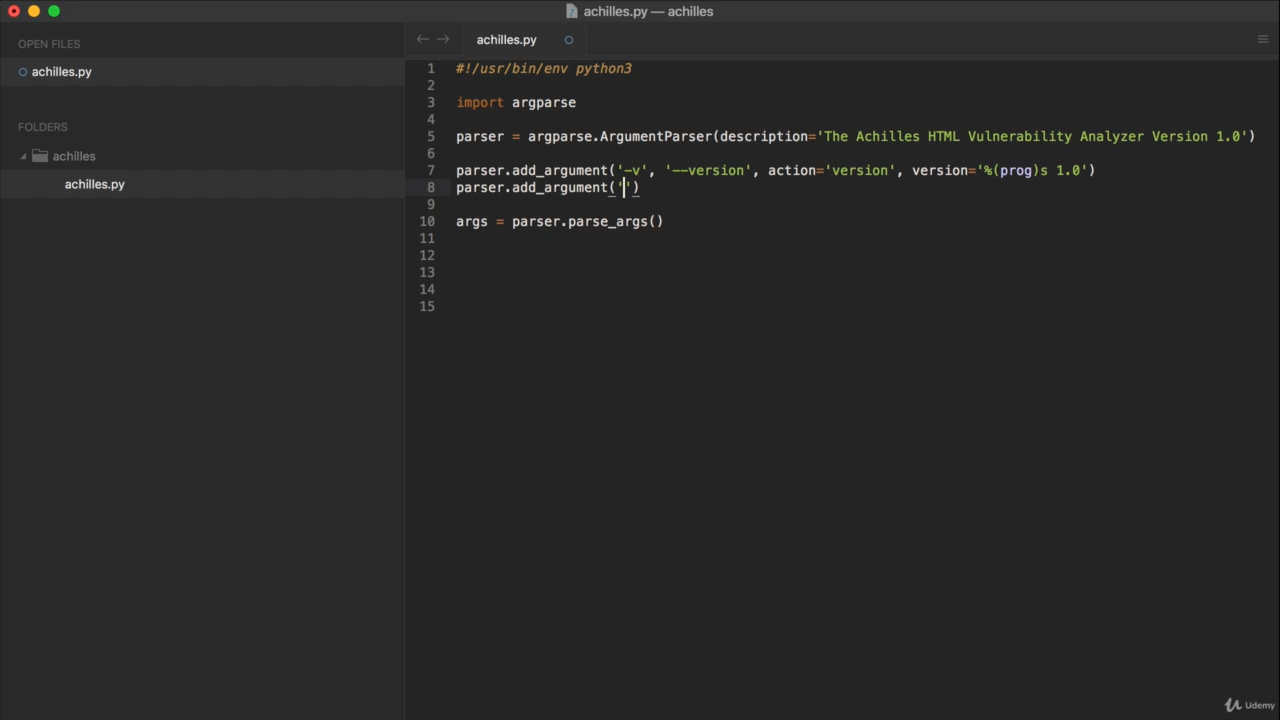 achilles.py — achilles
OPEN FILES
achilles.py
FOLDERS
achilles
achilles.py
achilles.py
1 #!/usr/bin/env python3
2
3 import argparse
4
5 parser = argparse.ArgumentParser(description='The Achilles HTML Vulnerability Analyzer Version 1.0')
6
7 parser.add_argument('-v', '--version', action='version', version='%(prog)s 1.0')
8 parser.add_argument('')
9
10 args = parser.parse_args()
11
12
13
14
15
Udemy